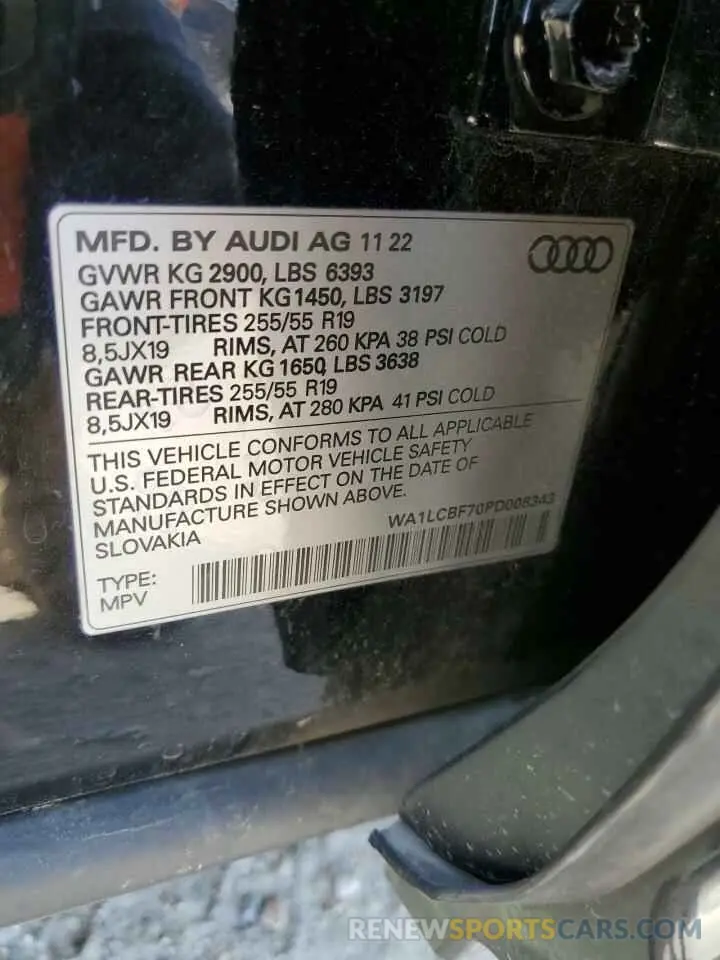 MFD. BY AUDI AG 11 22
GVWR KG 2900, LBS 6393
GAWR FRONT KG1450, LBS 3197
FRONT-TIRES 255/55 R19
8,5JX19 RIMS, AT 260 KPA 38 PSI COLD
GAWR REAR KG 1650, LBS 3638
REAR-TIRES 255/55 R19
8,5JX19 RIMS, AT 280 KPA 41 PSI COLD
THIS VEHICLE CONFORMS TO ALL APPLICABLE
U.S. FEDERAL MOTOR VEHICLE SAFETY
STANDARDS IN EFFECT ON THE DATE OF
MANUFACTURE SHOWN ABOVE.
WA1LCBF70PD008343
SLOVAKIA
TYPE:
MPV
RENEWSPORTSCARS.COM